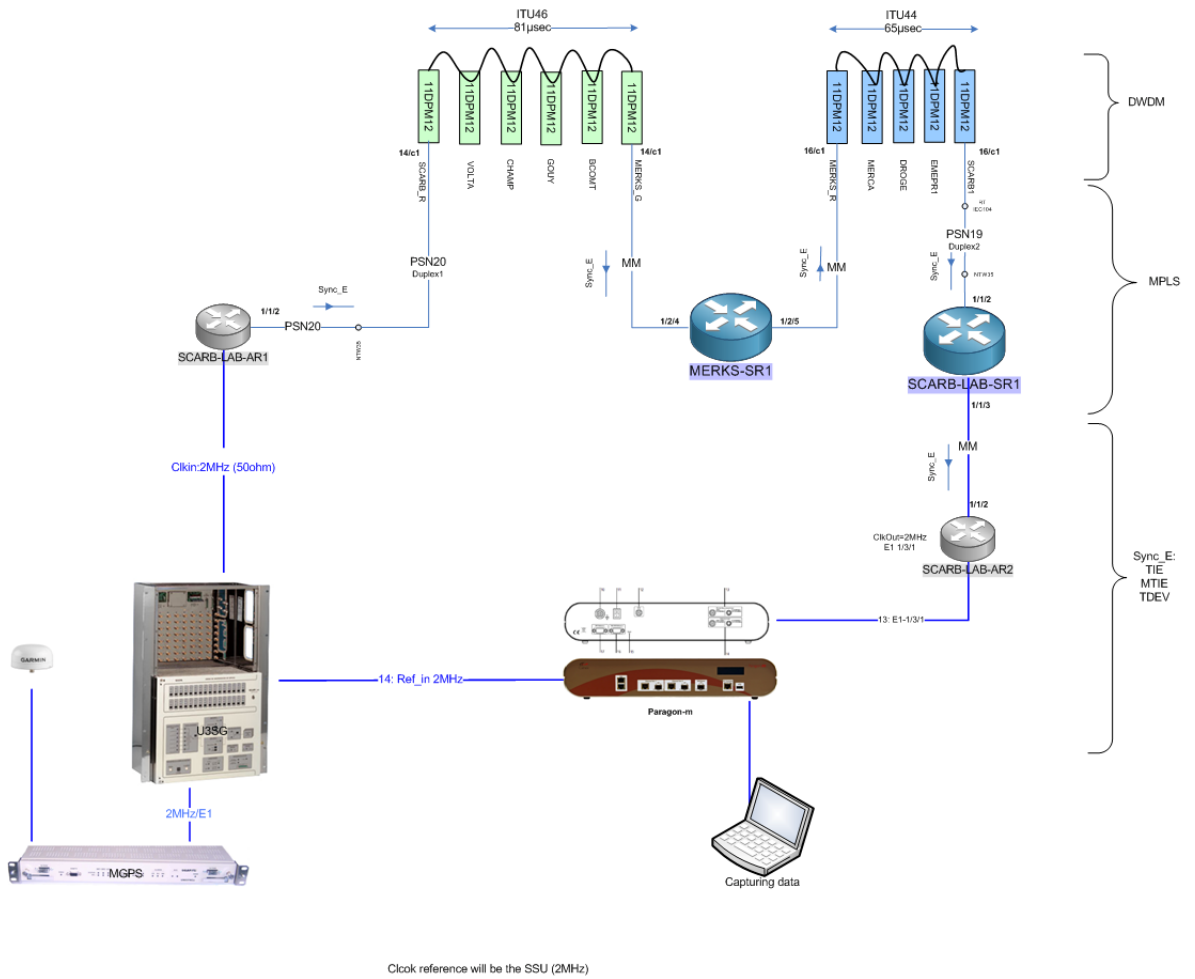 ITU46
81µsec
ITU44
65µsec
11DPM12
11DPM12
11DPM12
11DPM12
11DPM12
11DPM12
11DPM12
11DPM12
11DPM12
11DPM12
11DPM12
DWDM
14/c1
14/c1
16/c1
16/c1
SCARB_R
VOLTA
CHAMP
GOUY
BCOMT
MERKS_G
MERKS_R
MERCA
DROGE
EMEPR1
SCARB1
IEC104
PSN19
Duplex2
PSN20
Duplex1
Sync_E
MM
Sync_E
MM
Sync_E
NTW35
MPLS
Sync_E
1/1/2
PSN20
NTW35
1/2/4
1/2/5
1/1/2
SCARB-LAB-AR1
MERKS-SR1
SCARB-LAB-SR1
1/1/3
MM
Sync_E
Clkin:2MHz (50ohm)
1/1/2
ClkOut=2MHz
E1 1/3/1
SCARB-LAB-AR2
Sync_E:
TIE
MTIE
TDEV
13: E1-1/3/1
GARMIN
14: Ref_in 2MHz
Paragon-m
U3SG
2MHz/E1
MGPS
Capturing data
Clcok reference will be the SSU (2MHz)